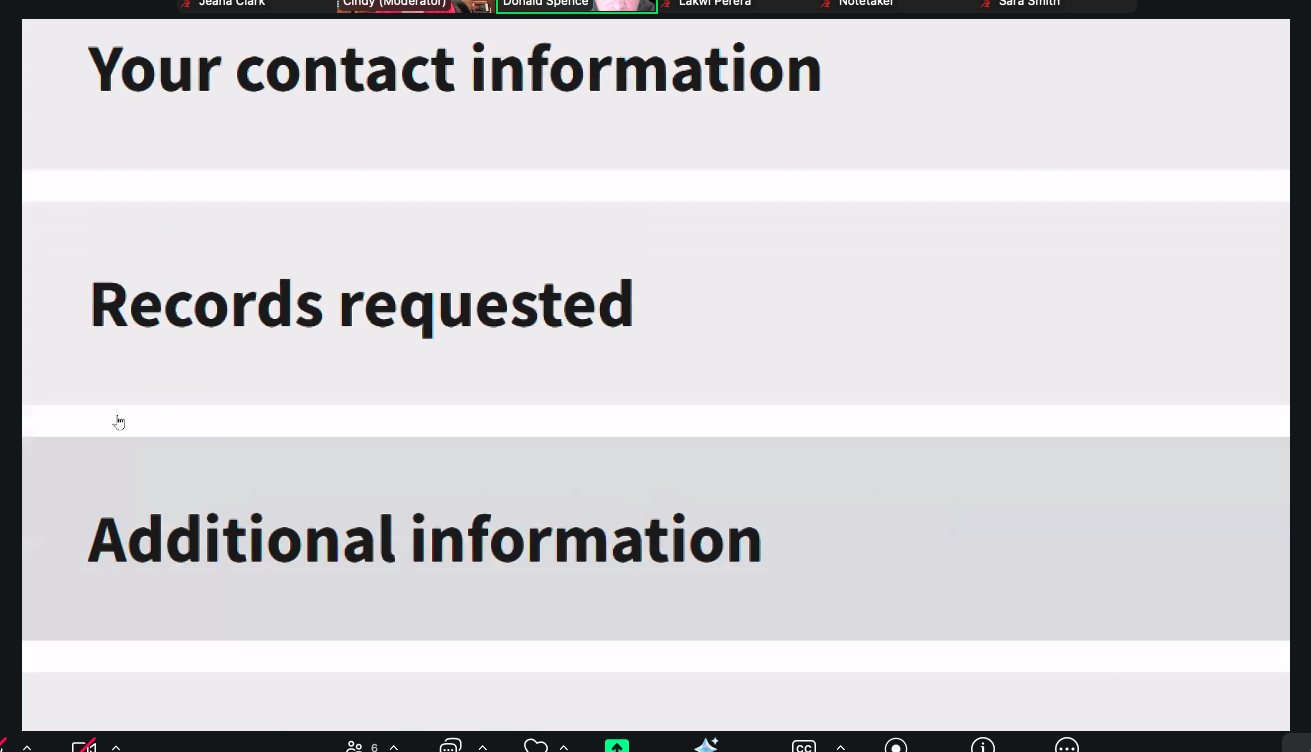 Jeana Clark Cindy (Moderator) Donald Spence Lakwi Perera Notetaker Sara Smith
Your contact information
Records requested
Additional information
6 CC